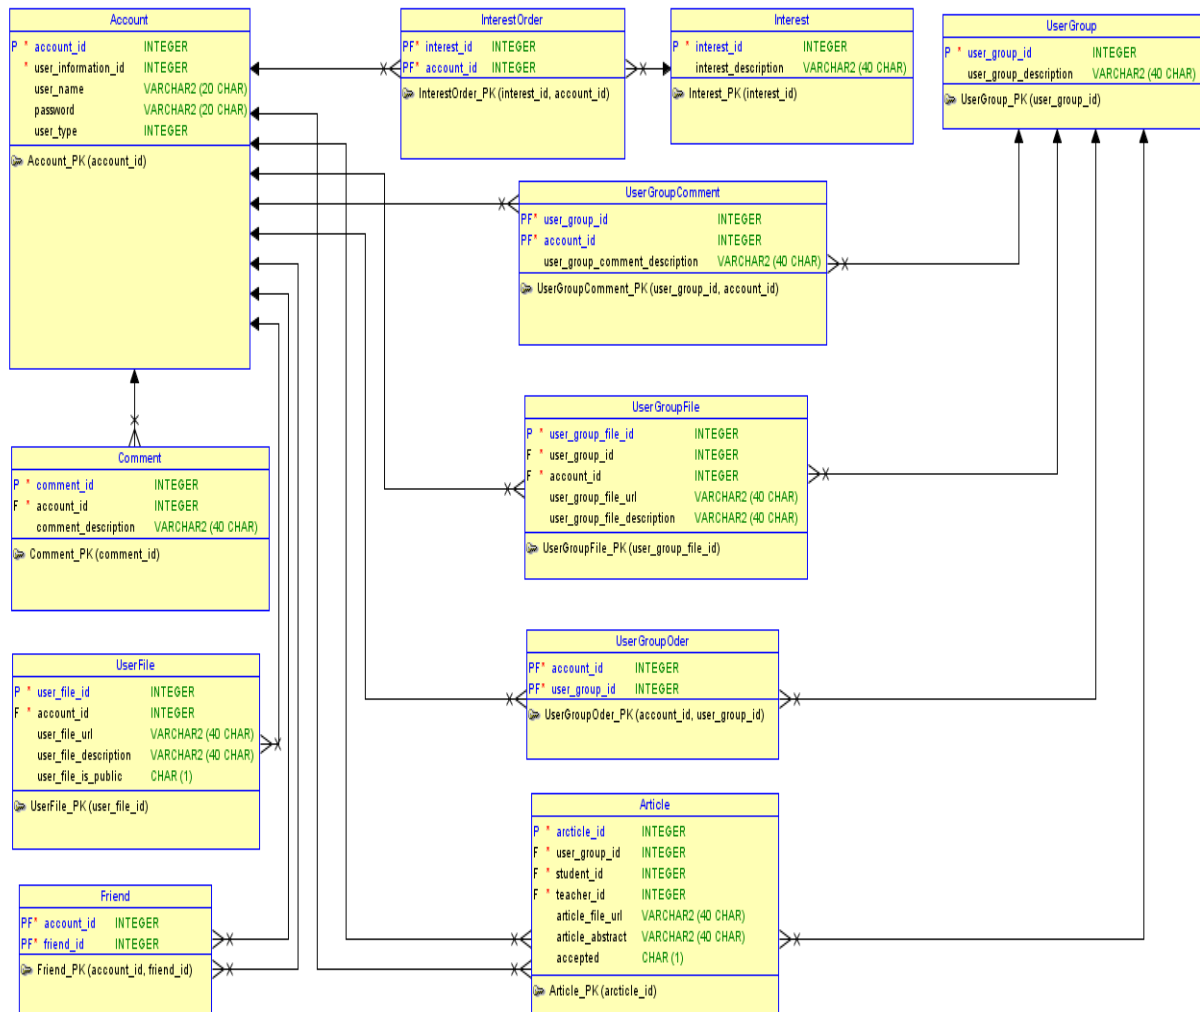 Account
P * account_id INTEGER
* user_information_id INTEGER
user_name VARCHAR2 (20 CHAR)
password VARCHAR2 (20 CHAR)
user_type INTEGER
Account_PK (account_id)
InterestOrder
PF* interest_id INTEGER
PF* account_id INTEGER
InterestOrder_PK (interest_id, account_id)
Interest
P * interest_id INTEGER
interest_description VARCHAR2 (40 CHAR)
Interest_PK (interest_id)
UserGroup
P * user_group_id INTEGER
user_group_description VARCHAR2 (40 CHAR)
UserGroup_PK (user_group_id)
UserGroupComment
PF* user_group_id INTEGER
PF* account_id INTEGER
user_group_comment_description VARCHAR2 (40 CHAR)
UserGroupComment_PK (user_group_id, account_id)
UserGroupFile
P * user_group_file_id INTEGER
F * user_group_id INTEGER
F * account_id INTEGER
user_group_file_url VARCHAR2 (40 CHAR)
user_group_file_description VARCHAR2 (40 CHAR)
UserGroupFile_PK (user_group_file_id)
Comment
P * comment_id INTEGER
F * account_id INTEGER
comment_description VARCHAR2 (40 CHAR)
Comment_PK (comment_id)
UserGroupOder
PF* account_id INTEGER
PF* user_group_id INTEGER
UserGroupOder_PK (account_id, user_group_id)
UserFile
P * user_file_id INTEGER
F * account_id INTEGER
user_file_url VARCHAR2 (40 CHAR)
user_file_description VARCHAR2 (40 CHAR)
user_file_is_public CHAR (1)
UserFile_PK (user_file_id)
Article
P * arcticle_id INTEGER
F * user_group_id INTEGER
F * student_id INTEGER
F * teacher_id INTEGER
article_file_url VARCHAR2 (40 CHAR)
article_abstract VARCHAR2 (40 CHAR)
accepted CHAR (1)
Article_PK (arcticle_id)
Friend
PF* account_id INTEGER
PF* friend_id INTEGER
Friend_PK (account_id, friend_id)